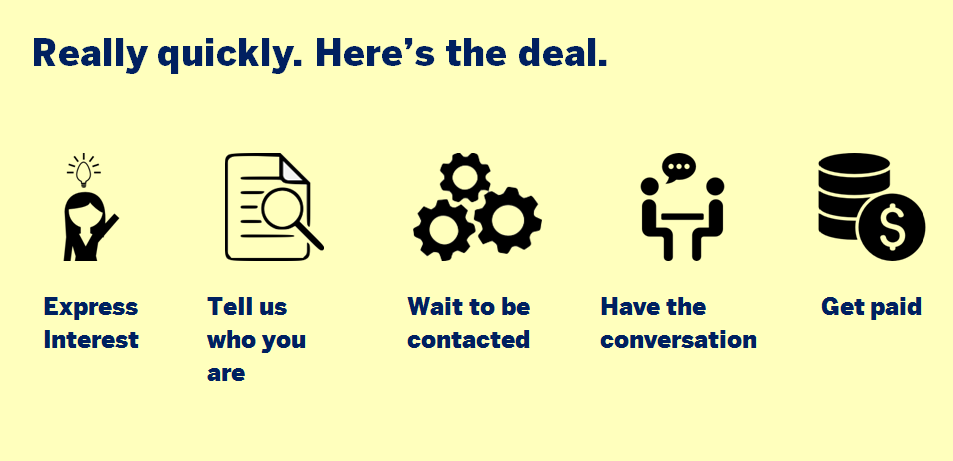 Really quickly. Here’s the deal.
Express
Interest
Tell us
who you
are
Wait to be
contacted
Have the
conversation
$
Get paid